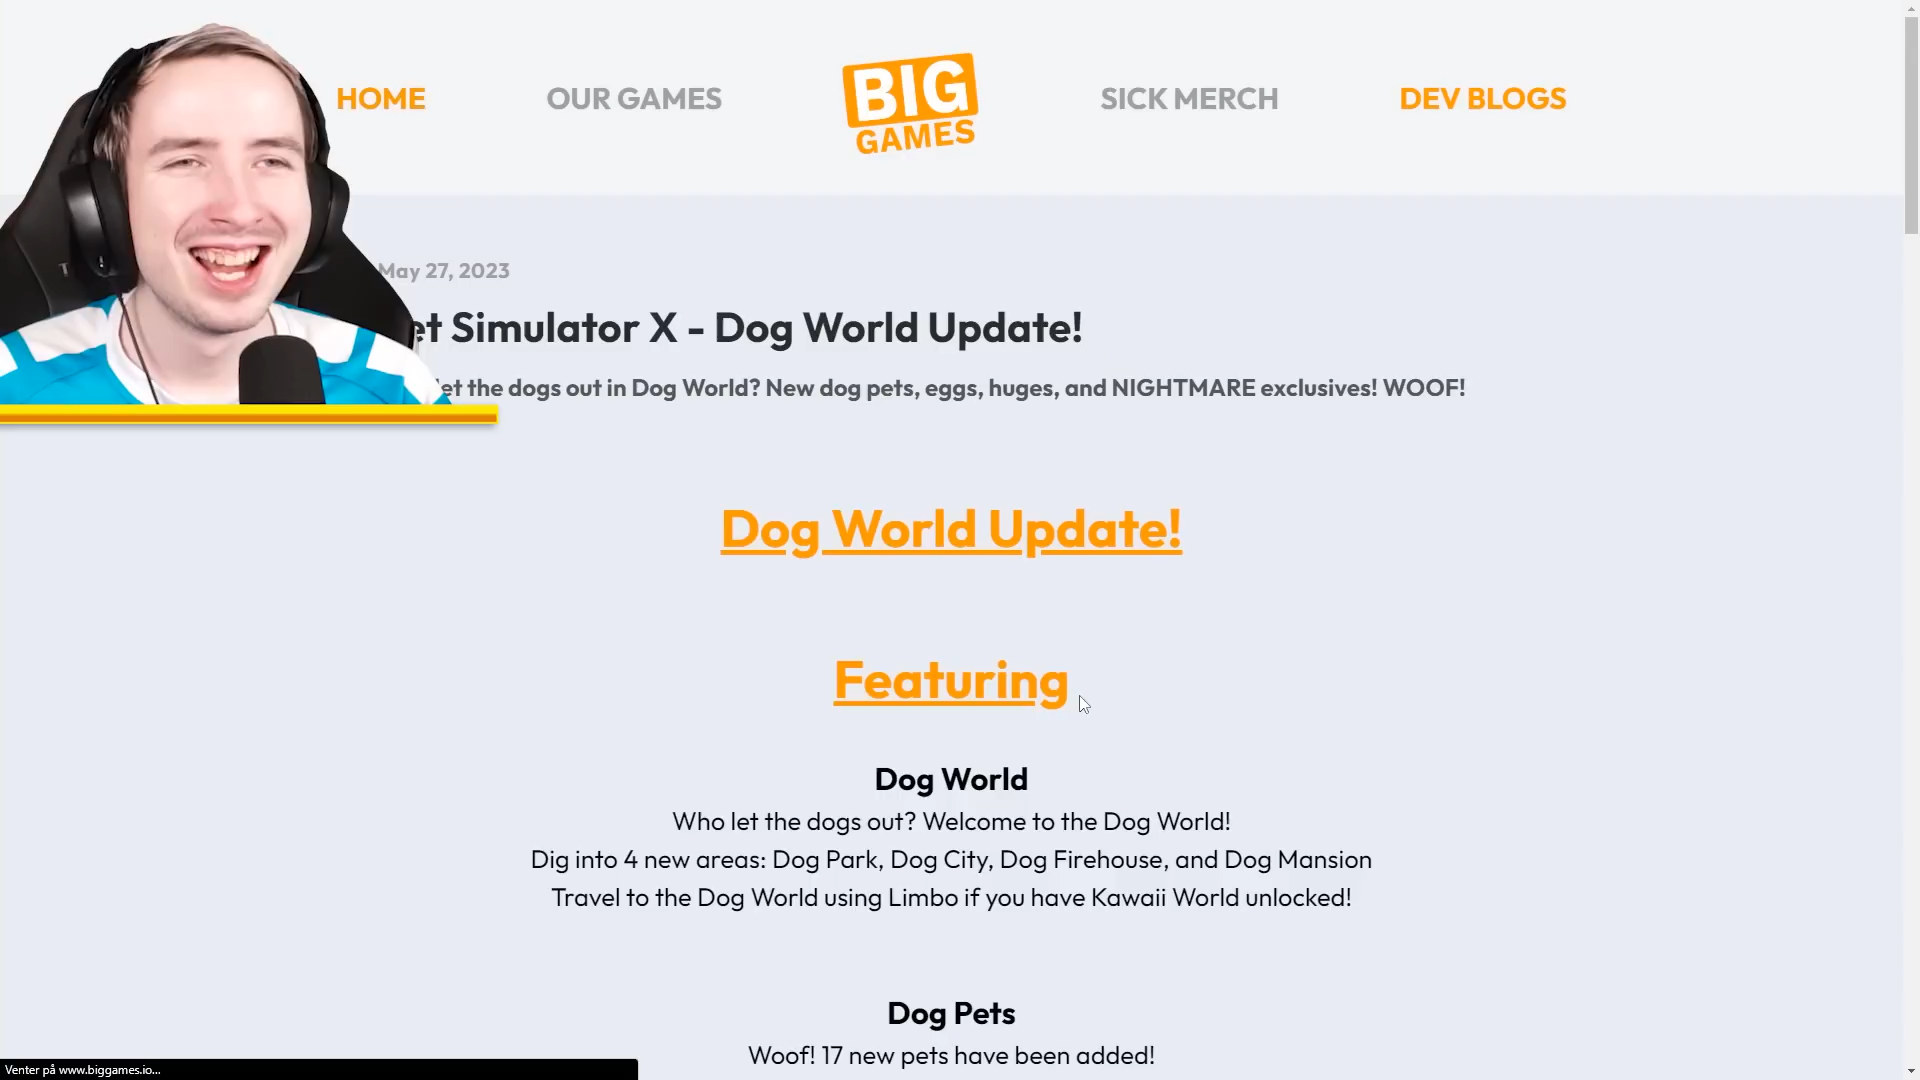 HOME
OUR GAMES
BIG
GAMES
SICK MERCH
DEV BLOGS
May 27, 2023
et Simulator X - Dog World Update!
let the dogs out in Dog World? New dog pets, eggs, huges, and NIGHTMARE exclusives! WOOF!
Dog World Update!
Featuring
Dog World
Who let the dogs out? Welcome to the Dog World!
Dig into 4 new areas: Dog Park, Dog City, Dog Firehouse, and Dog Mansion
Travel to the Dog World using Limbo if you have Kawaii World unlocked!
Dog Pets
Woof! 17 new pets have been added!
Venter på www.biggames.io...